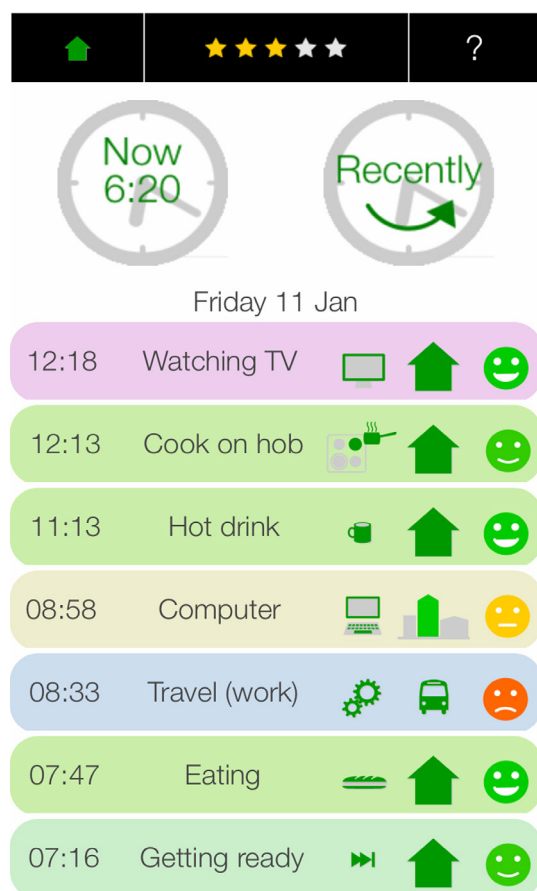 ?
Now
6:20
Recently
Friday 11 Jan
12:18 Watching TV
12:13 Cook on hob
11:13 Hot drink
08:58 Computer
08:33 Travel (work)
07:47 Eating
07:16 Getting ready